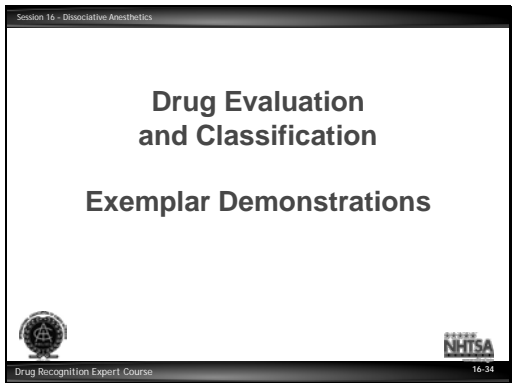 Session 16 - Dissociative Anesthetics
Drug Evaluation
and Classification
Exemplar Demonstrations
NHTSA
Drug Recognition Expert Course
16-34